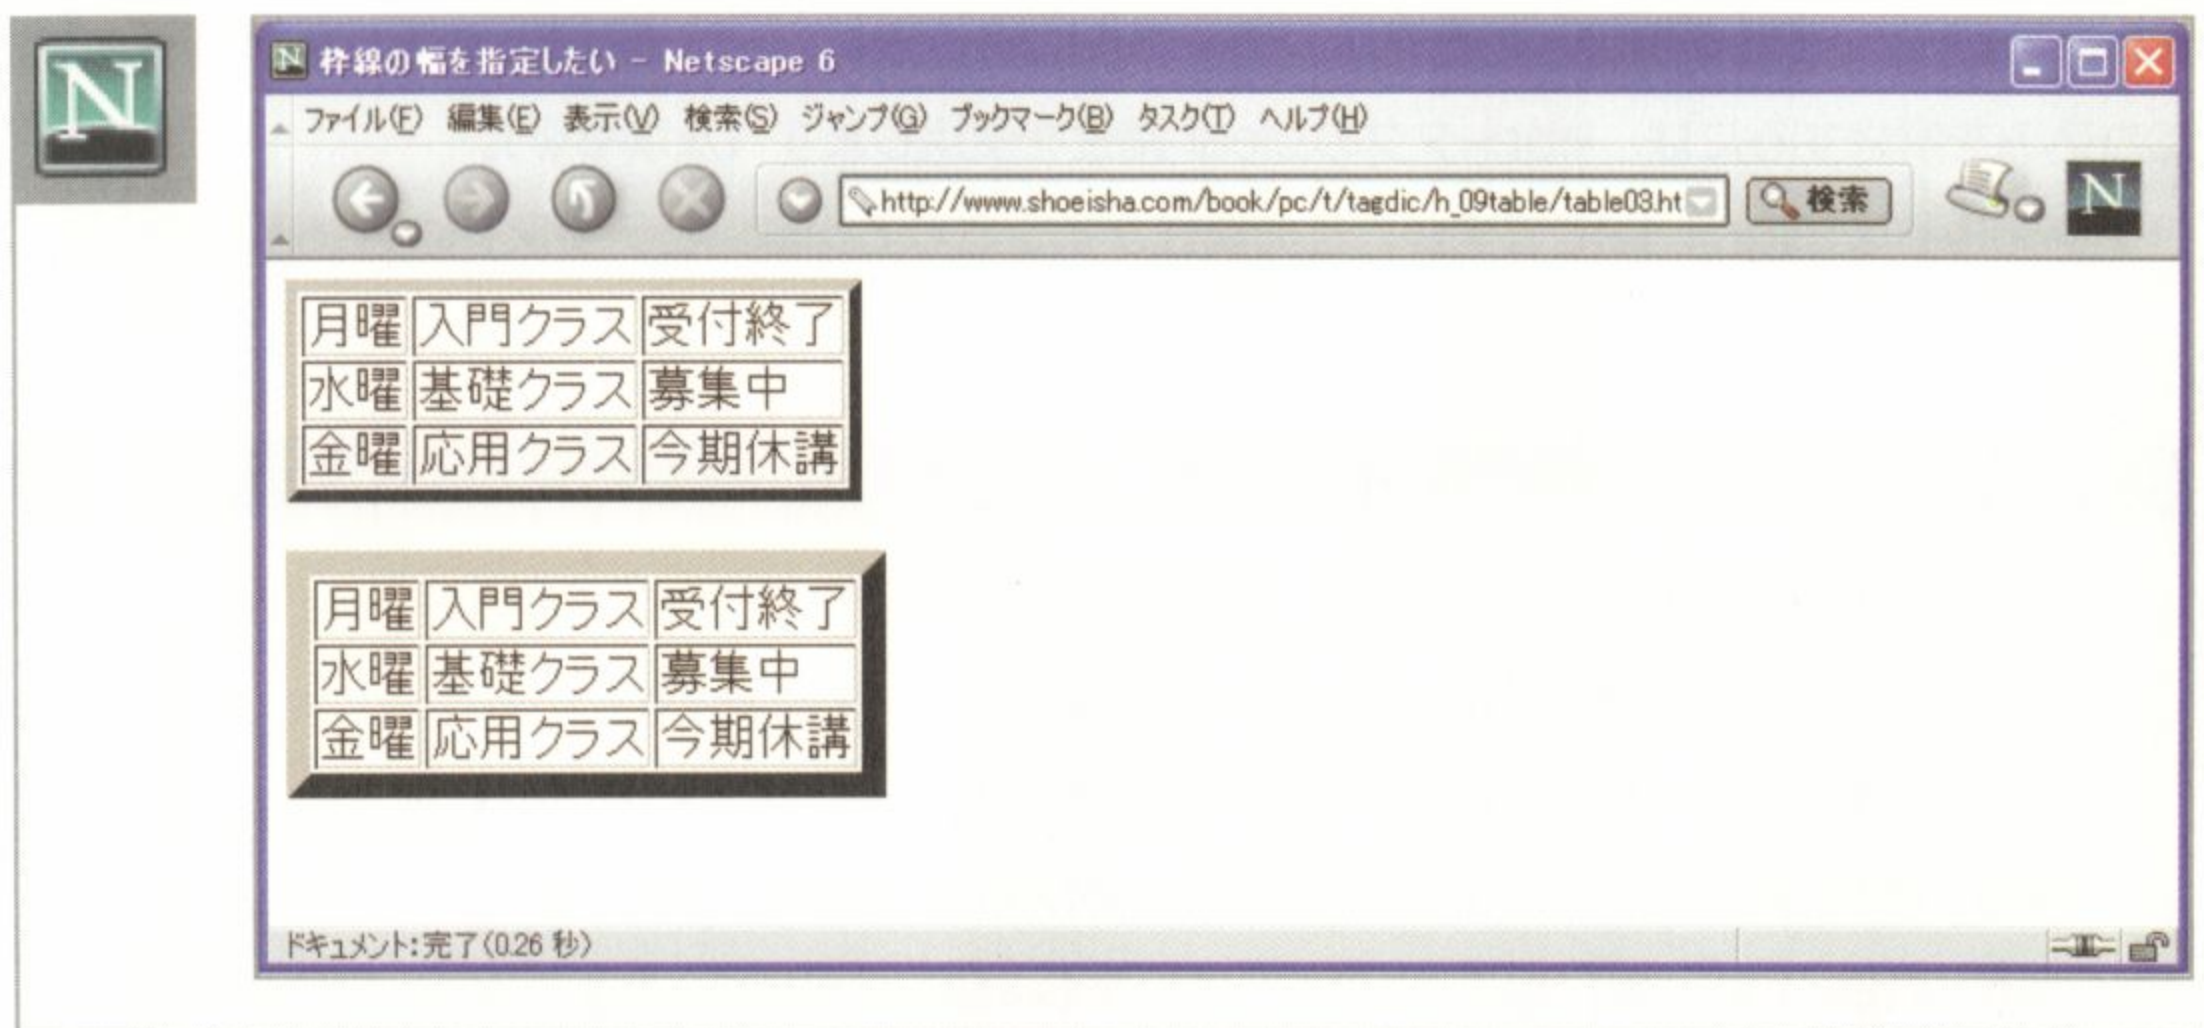 N
枠線の幅を指定したい - Netscape 6
ファイル(F) 編集(E) 表示(V) 検索(S) ジャンプ(G) ブックマーク(B) タスク(T) ヘルプ(H)
http://www.shoeisha.com/book/pc/t/tagdic/h_09table/table03.ht 検索 N
月曜 入門クラス 受付終了
水曜 基礎クラス 募集中
金曜 応用クラス 今期休講
月曜 入門クラス 受付終了
水曜 基礎クラス 募集中
金曜 応用クラス 今期休講
ドキュメント:完了(0.26 秒)